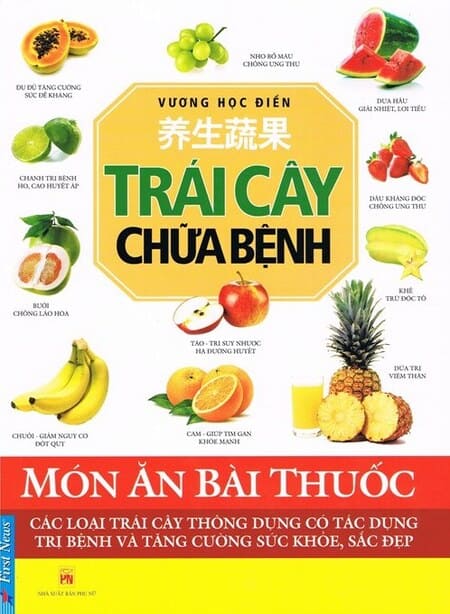 ĐU ĐỦ TĂNG CƯỜNG
SỨC ĐỀ KHÁNG
NHO BỔ MÁU
CHỐNG UNG THƯ
DƯA HẤU
GIẢI NHIỆT, LỢI TIỂU
VƯƠNG HỌC ĐIỀN
养生蔬果
TRÁI CÂY
CHỮA BỆNH
CHANH TRỊ BỆNH
HO, CAO HUYẾT ÁP
DÂU KHÁNG ĐỘC
CHỐNG UNG THƯ
BƯỞI
CHỐNG LÃO HÓA
KHẾ
TRỪ ĐỘC TỐ
TÁO - TRỊ SUY NHƯỢC
HẠ ĐƯỜNG HUYẾT
DỨA TRỊ
VIÊM THẬN
CHUỐI - GIẢM NGUY CƠ
ĐỘT QUỴ
CAM - GIÚP TIM GAN
KHỎE MẠNH
MÓN ĂN BÀI THUỐC
CÁC LOẠI TRÁI CÂY THÔNG DỤNG CÓ TÁC DỤNG
TRỊ BỆNH VÀ TĂNG CƯỜNG SỨC KHỎE, SẮC ĐẸP
First News
PN
NHÀ XUẤT BẢN PHỤ NỮ